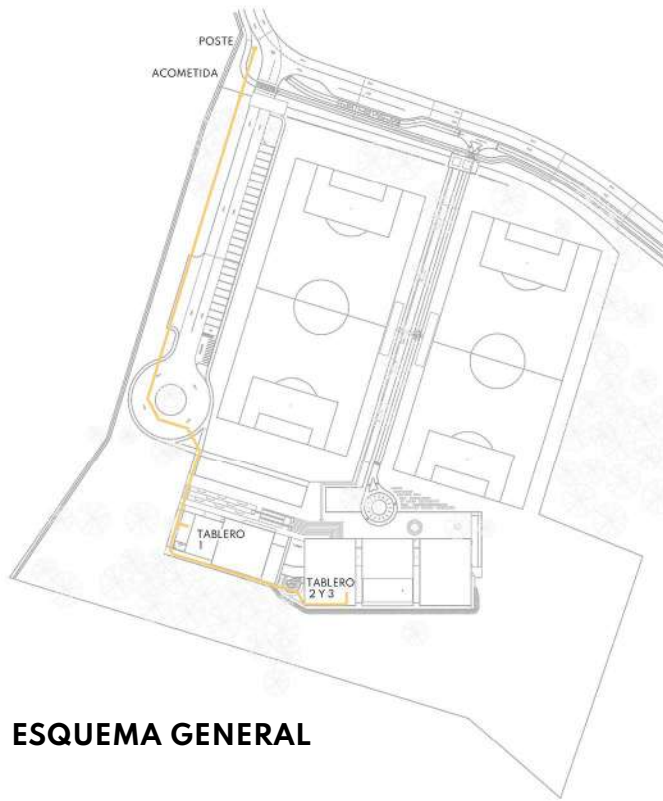 POSTE
ACOMETIDA
TABLERO
1
TABLERO
2 Y 3
ESQUEMA GENERAL